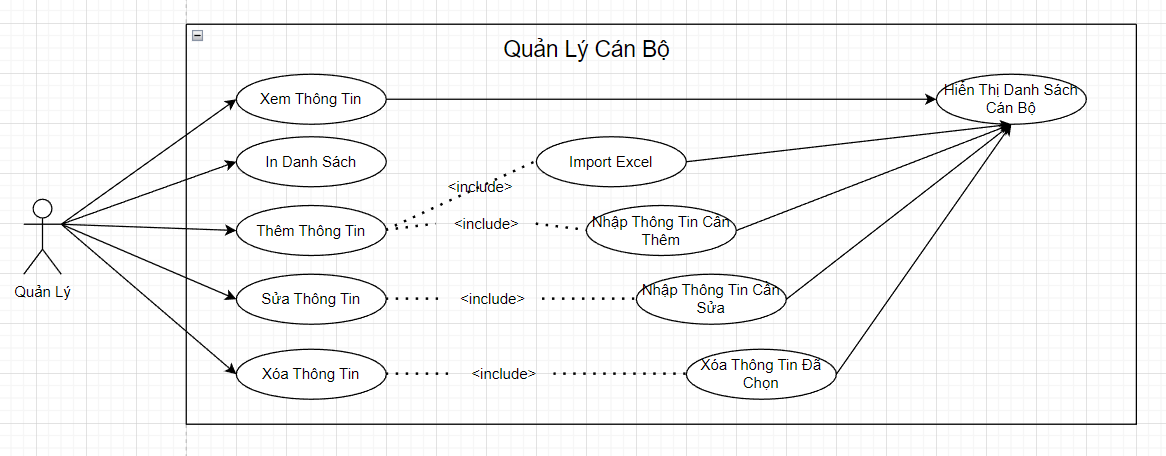 Quản Lý Cán Bộ
Xem Thông Tin
Hiển Thị Danh Sách
Cán Bộ
In Danh Sách
Import Excel
<include>
Thêm Thông Tin
<include>
Nhập Thông Tin Cần
Thêm
Quản Lý
Sửa Thông Tin
<include>
Nhập Thông Tin Cần
Sửa
Xóa Thông Tin
<include>
Xóa Thông Tin Đã
Chọn